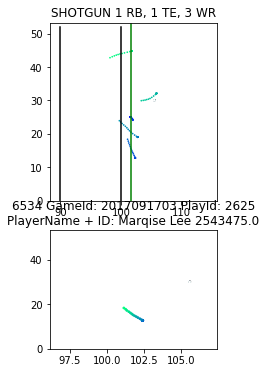 SHOTGUN 1 RB, 1 TE, 3 WR
50
40
30
20
10
0
90 100 110
6534 GameId: 2017091703 PlayId: 2625
PlayerName + ID: Marqise Lee 2543475.0
40
20
0
97.5 100.0 102.5 105.0